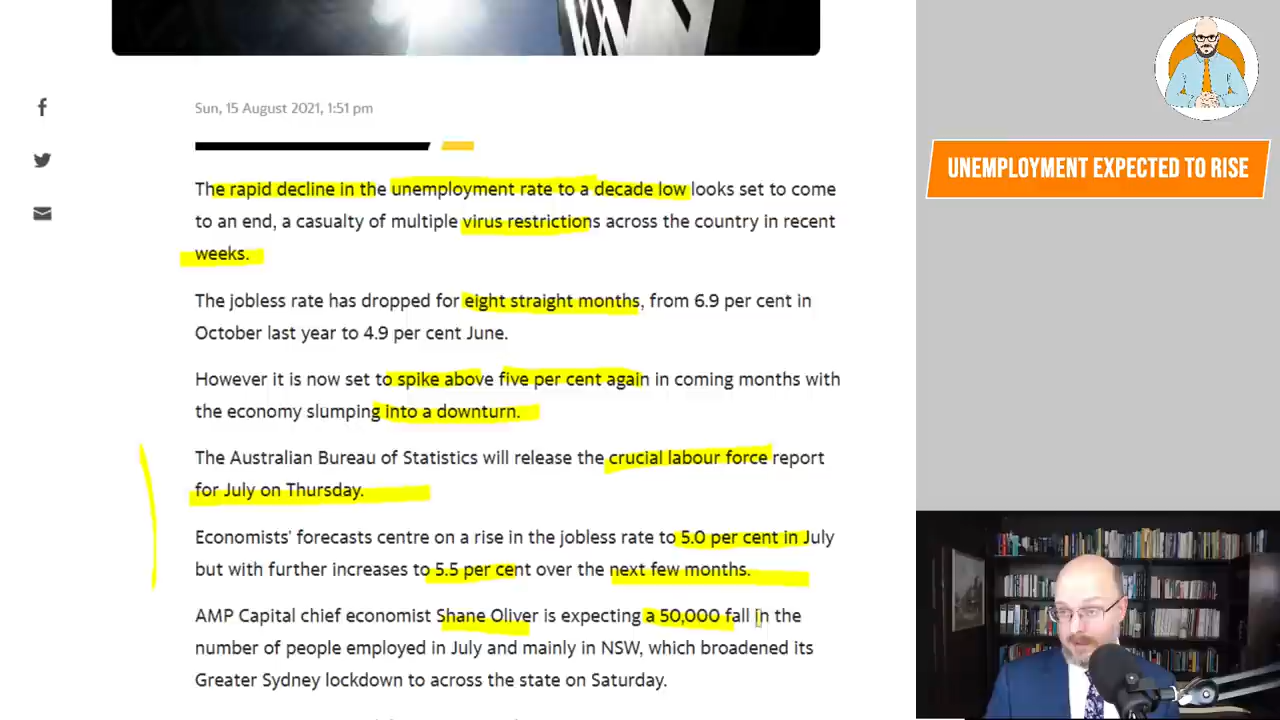 Sun, 15 August 2021, 1:51 pm
UNEMPLOYMENT EXPECTED TO RISE
The rapid decline in the unemployment rate to a decade low looks set to come
to an end, a casualty of multiple virus restrictions across the country in recent
weeks.
The jobless rate has dropped for eight straight months, from 6.9 per cent in
October last year to 4.9 per cent June.
However it is now set to spike above five per cent again in coming months with
the economy slumping into a downturn.
The Australian Bureau of Statistics will release the crucial labour force report
for July on Thursday.
Economists' forecasts centre on a rise in the jobless rate to 5.0 per cent in July
but with further increases to 5.5 per cent over the next few months.
AMP Capital chief economist Shane Oliver is expecting a 50,000 fall in the
number of people employed in July and mainly in NSW, which broadened its
Greater Sydney lockdown to across the state on Saturday.